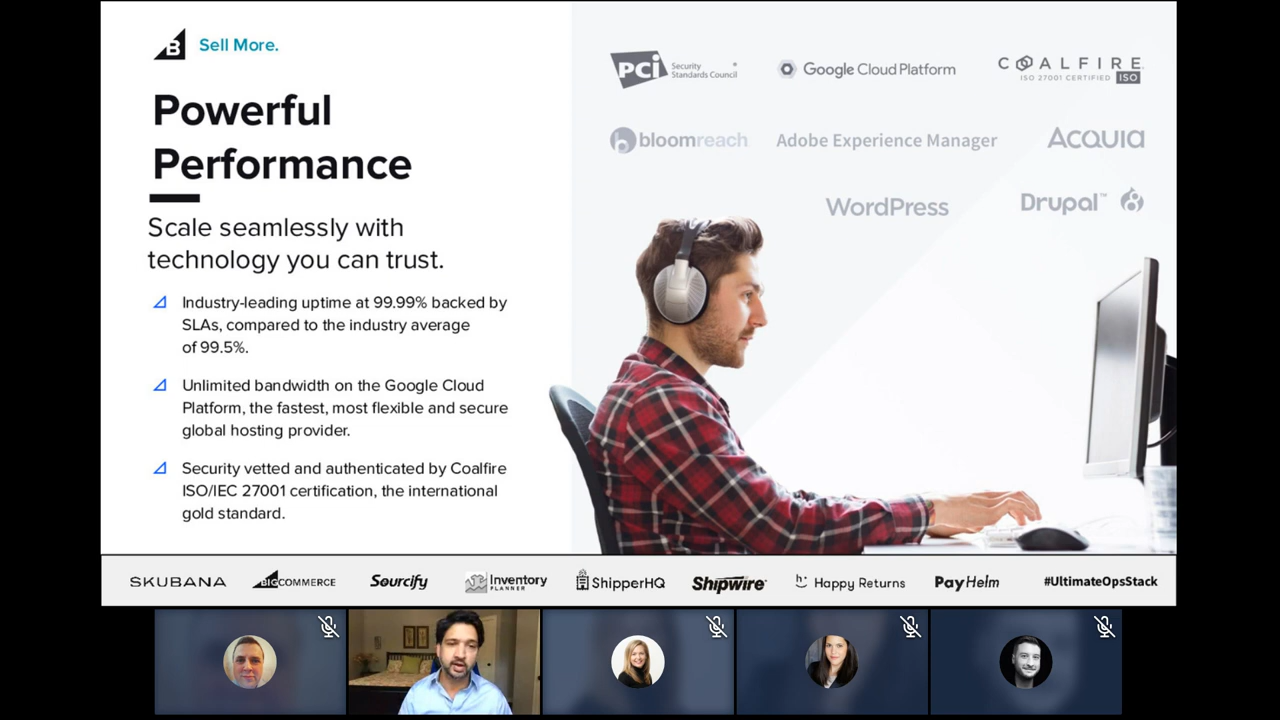 B Sell More.
Powerful
Performance
Scale seamlessly with
technology you can trust.
Industry-leading uptime at 99.99% backed by
SLAs, compared to the industry average
of 99.5%.
Unlimited bandwidth on the Google Cloud
Platform, the fastest, most flexible and secure
global hosting provider.
Security vetted and authenticated by Coalfire
ISO/IEC 27001 certification, the international
gold standard.
PCi Security
Standards Council
Google Cloud Platform
COALFIRE
ISO 27001 CERTIFIED ISO
b bloomreach
Adobe Experience Manager
ACQUIA
WordPress
Drupal™
SKUBANA
BIGCOMMERCE
Sourcify
Inventory
PLANNER
ShipperHQ
Shipwire
h: Happy Returns
PayHelm
#UltimateOpsStack